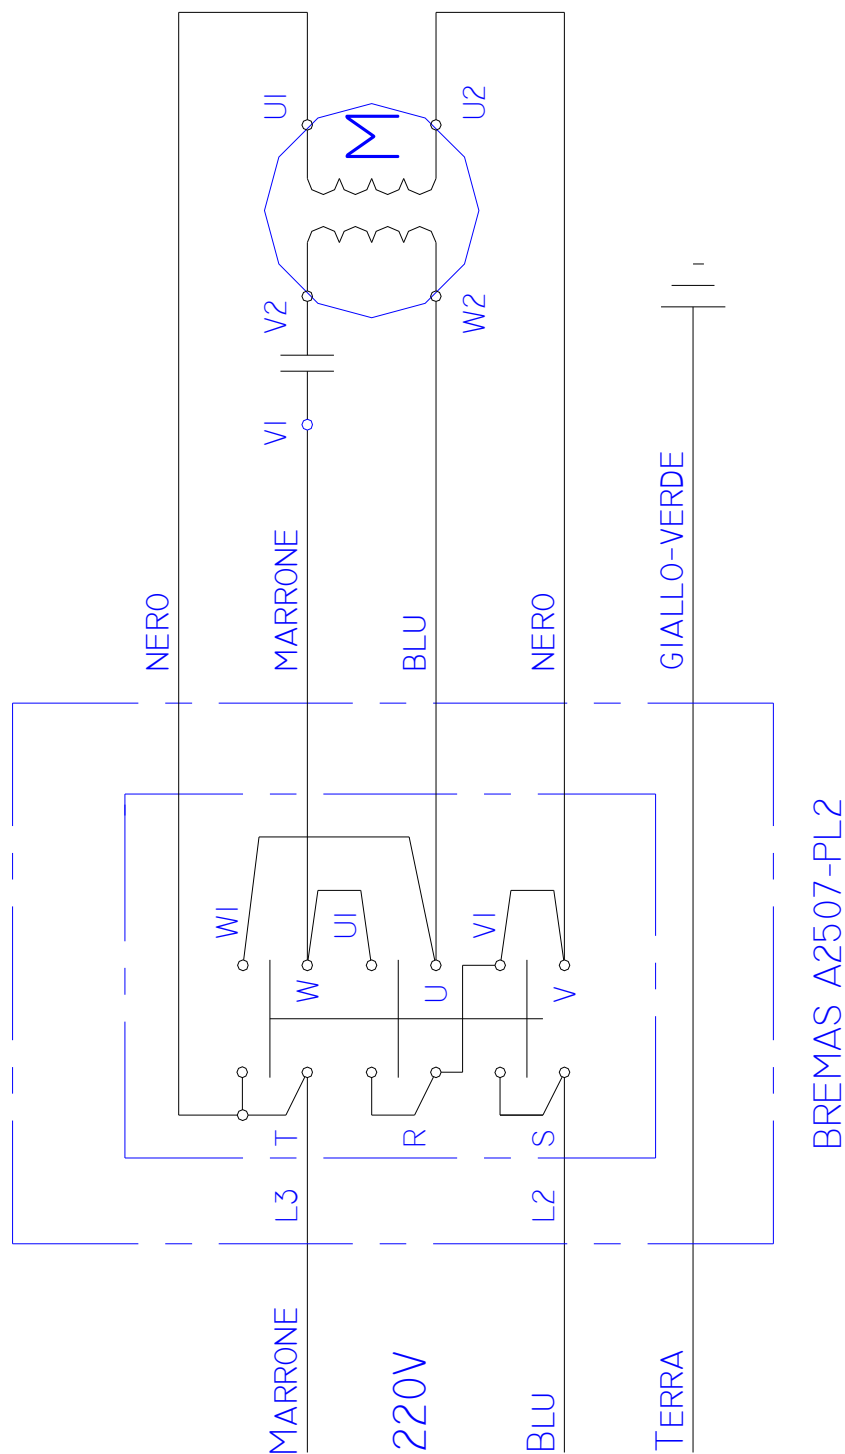 U1
M
U2
V2
W2
V1
NERO
MARRONE
BLU
NERO
GIALLO-VERDE
W1
U1
V1
W
U
V
T
R
S
L3
L2
MARRONE
220V
BLU
TERRA
BREMAS A2507-PL2